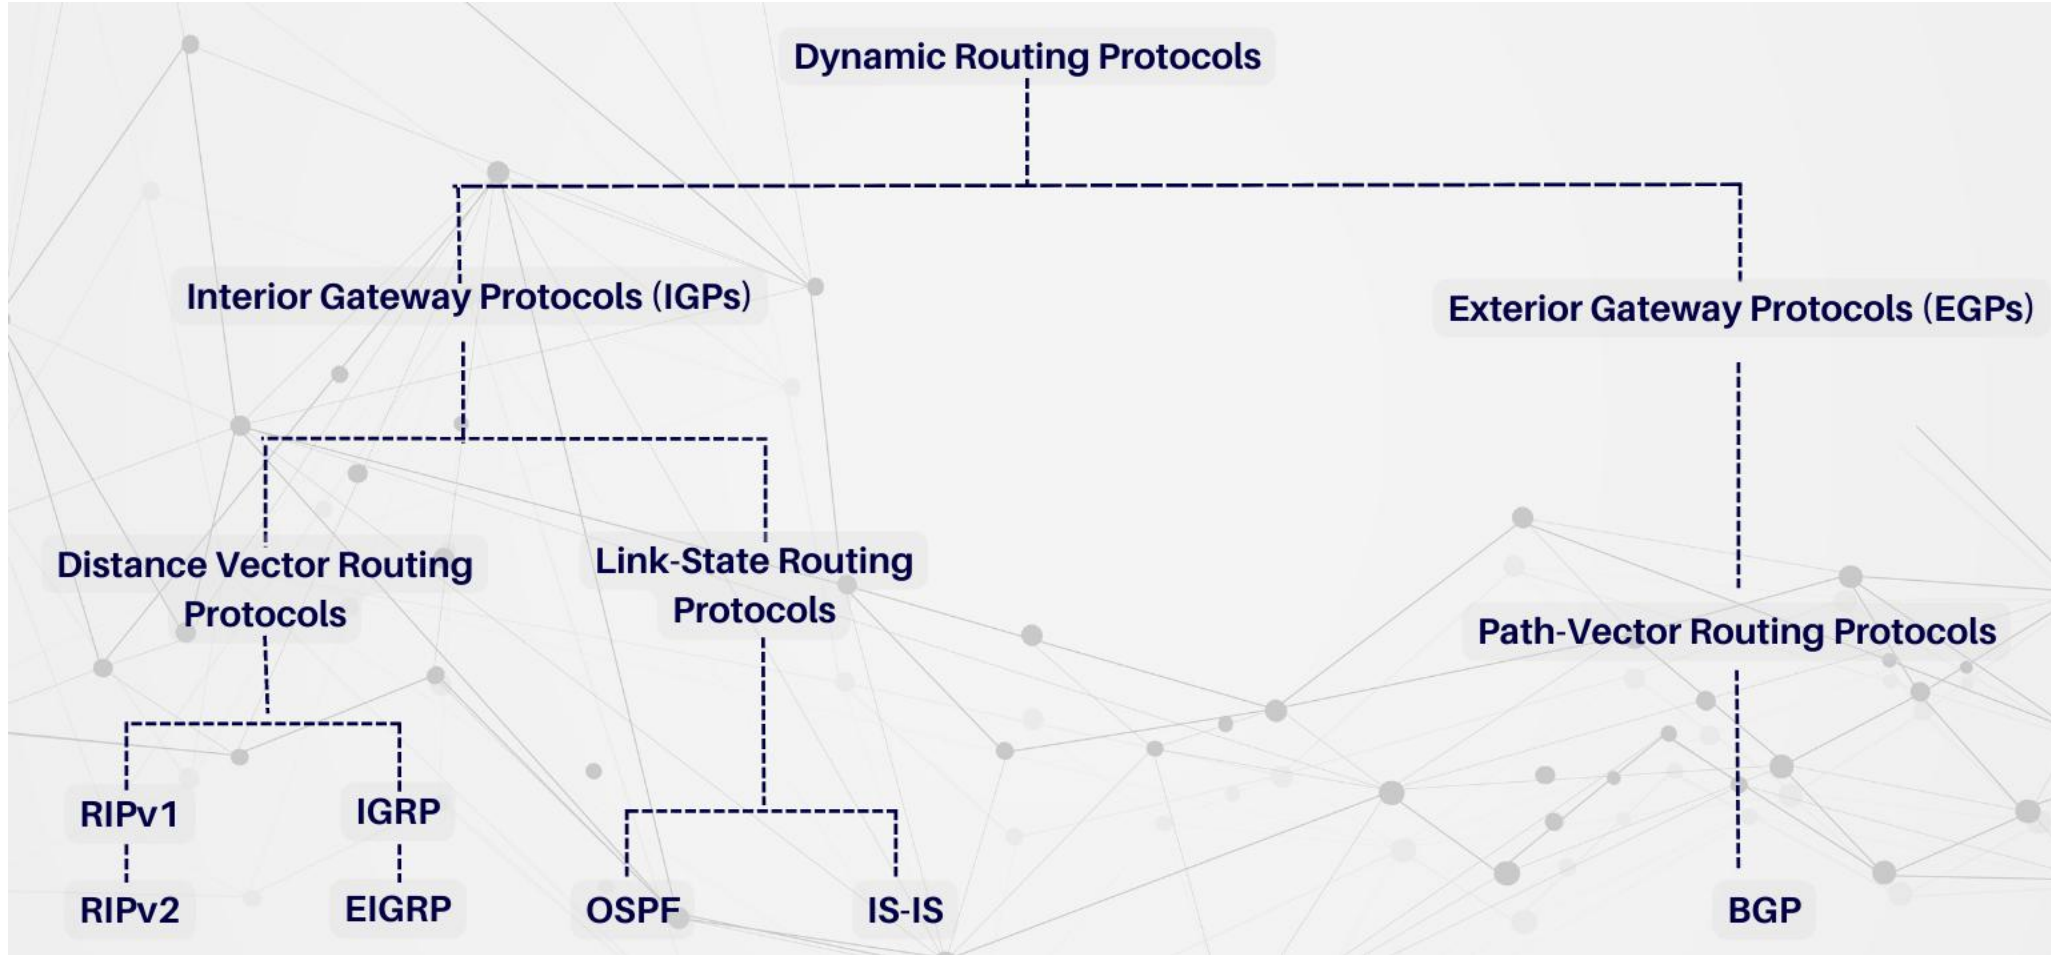 Dynamic Routing Protocols
Interior Gateway Protocols (IGPs)
Exterior Gateway Protocols (EGPs)
Distance Vector Routing
Protocols
Link-State Routing
Protocols
Path-Vector Routing Protocols
RIPv1
IGRP
RIPv2
EIGRP
OSPF
IS-IS
BGP